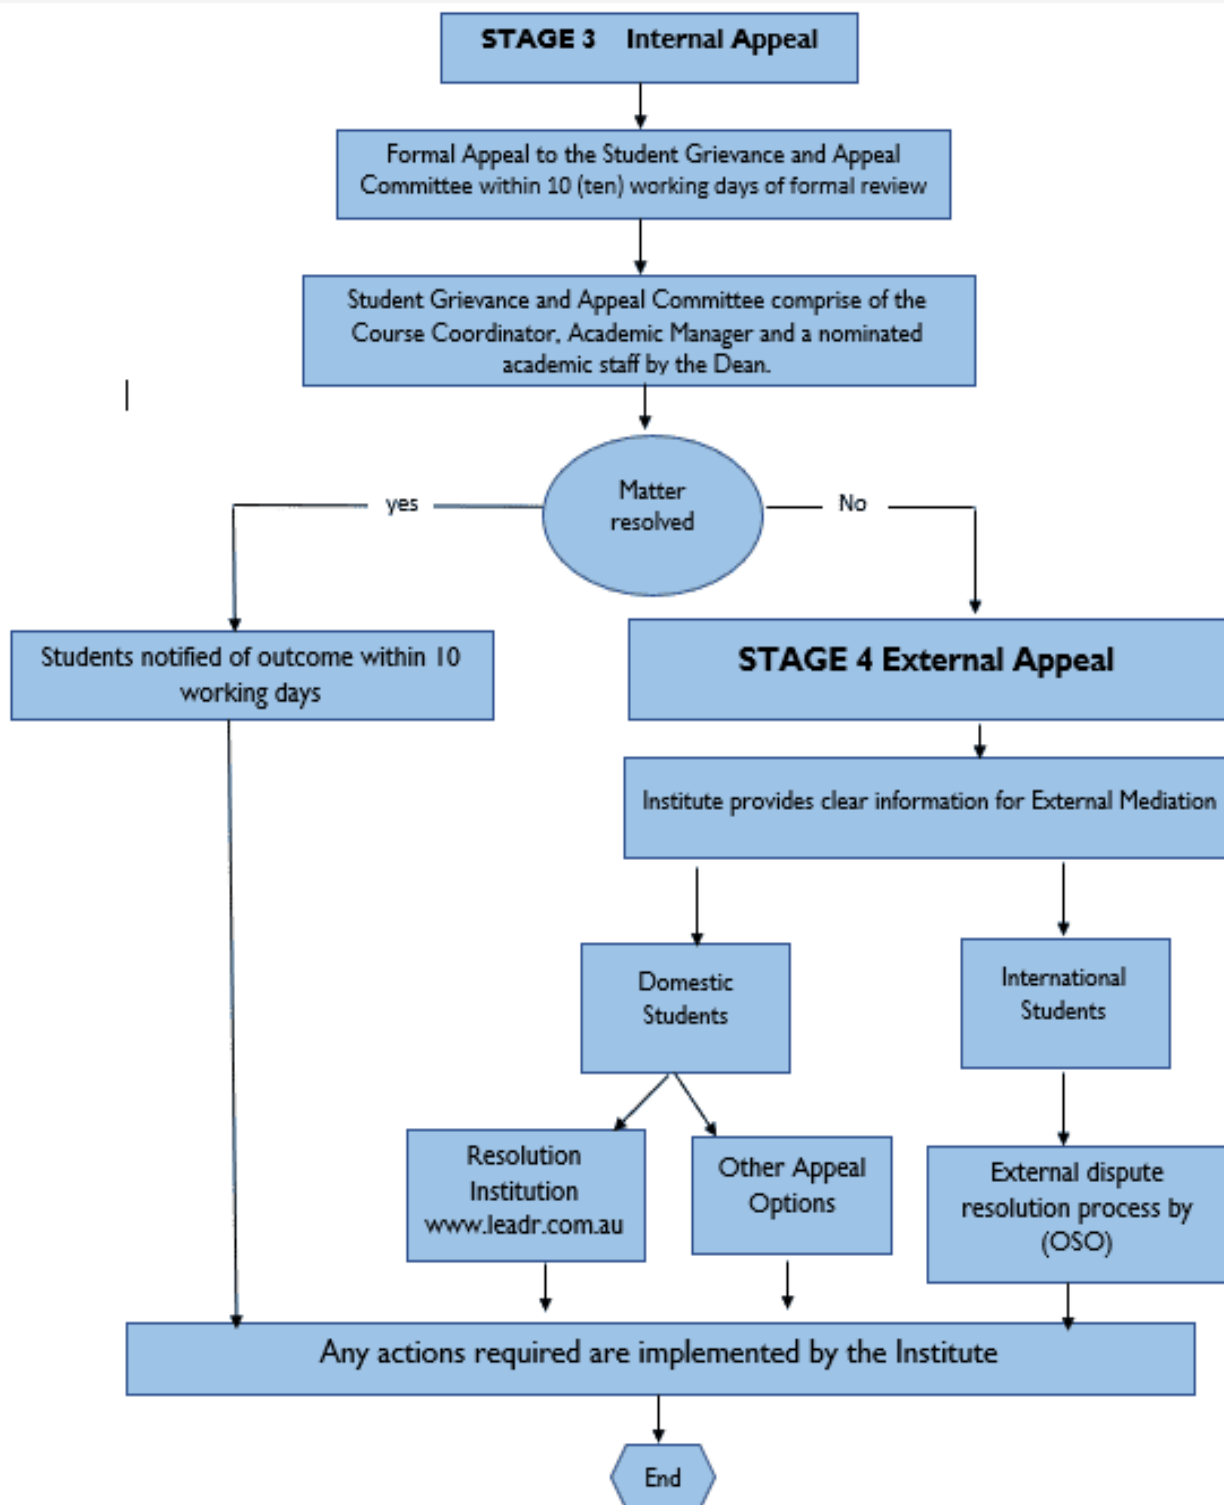 STAGE 3 Internal Appeal
Formal Appeal to the Student Grievance and Appeal
Committee within 10 (ten) working days of formal review
Student Grievance and Appeal Committee comprise of the
Course Coordinator, Academic Manager and a nominated
academic staff by the Dean.
Matter
resolved
yes
No
Students notified of outcome within 10
working days
STAGE 4 External Appeal
Institute provides clear information for External Mediation
Domestic
Students
International
Students
Resolution
Institution
www.leadr.com.au
Other Appeal
Options
External dispute
resolution process by
(OSO)
Any actions required are implemented by the Institute
End